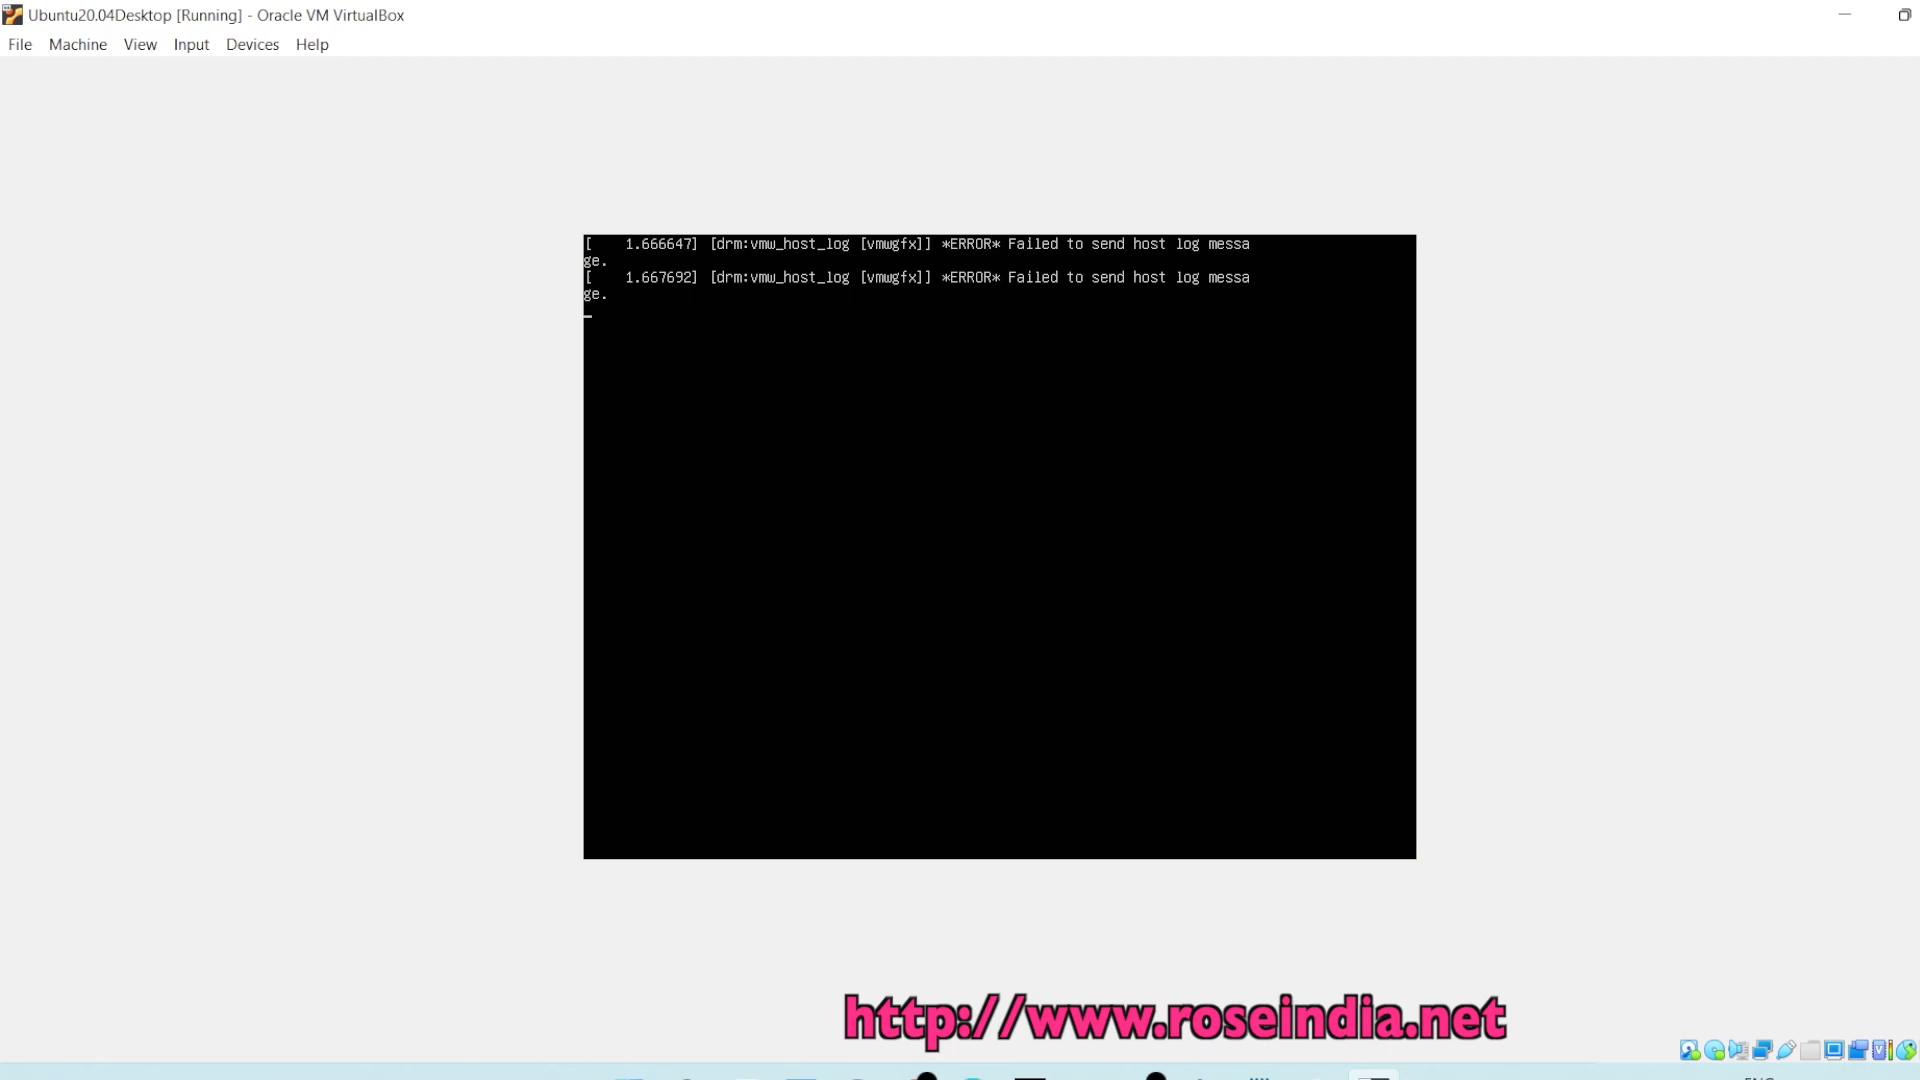 Ubuntu20.04Desktop [Running] - Oracle VM VirtualBox
File Machine View Input Devices Help
[    1.666647] [drm:vmw_host_log [vmwgfx]] *ERROR* Failed to send host log messa
ge.
[    1.667692] [drm:vmw_host_log [vmwgfx]] *ERROR* Failed to send host log messa
ge.
http://www.roseindia.net